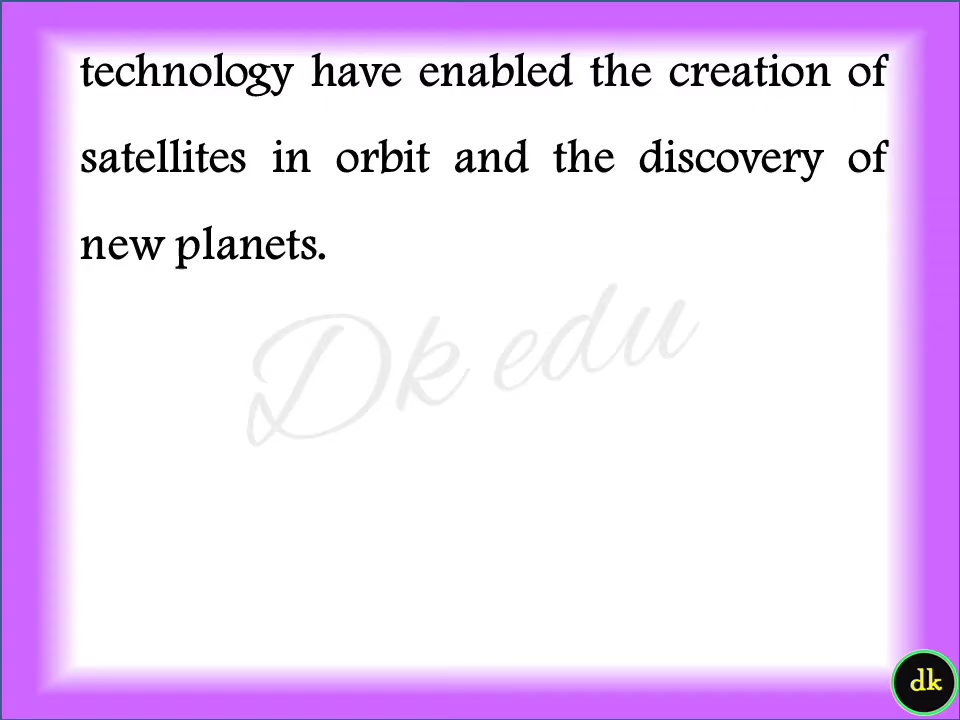 technology have enabled the creation of
satellites in orbit and the discovery of
new planets.
Dk edu
dk